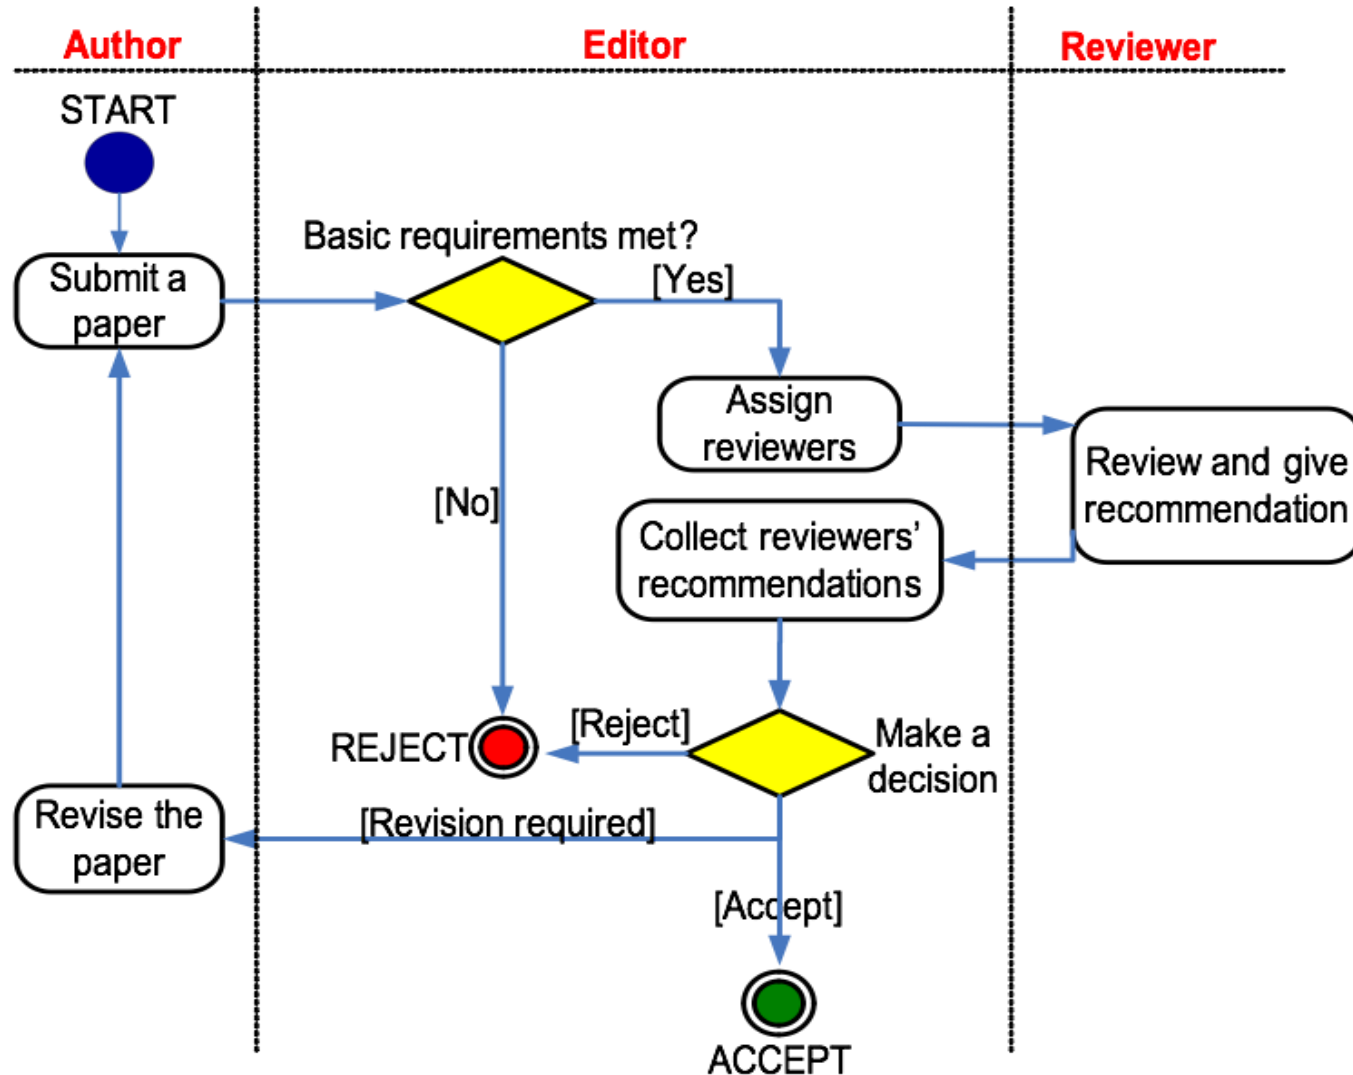 Author
Editor
Reviewer
START
Basic requirements met?
[Yes]
Submit a
paper
Assign
reviewers
Review and give
recommendation
[No]
Collect reviewers’
recommendations
[Reject]
Make a
decision
REJECT
Revise the
paper
[Revision required]
[Accept]
ACCEPT